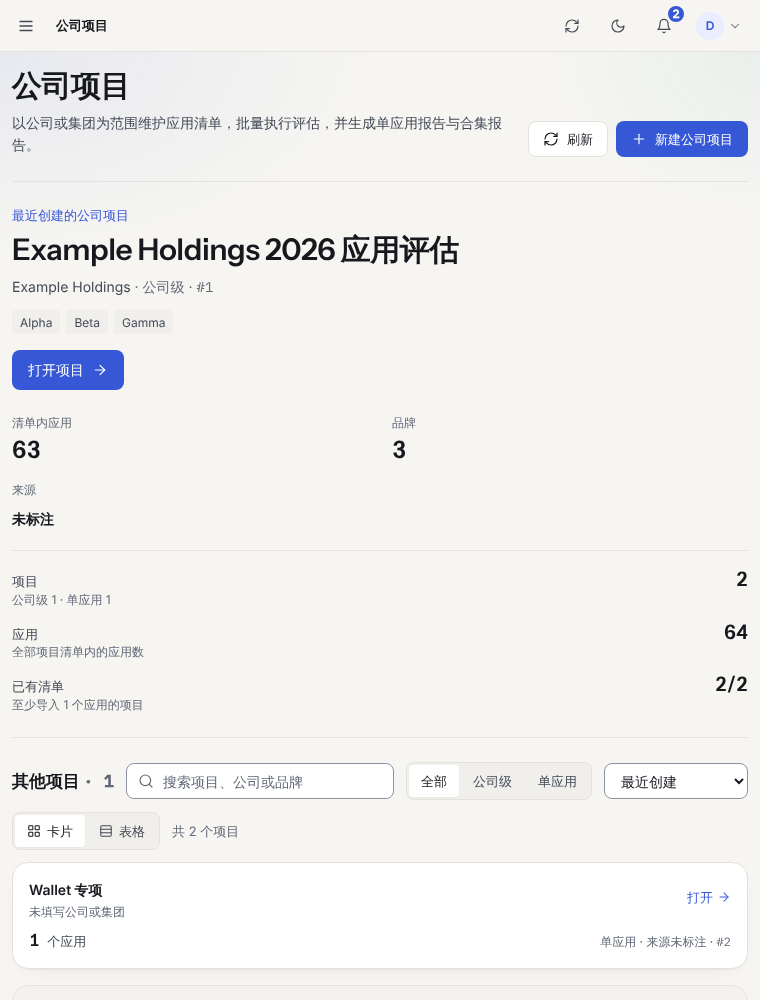 公司项目
2
D
公司项目
以公司或集团为范围维护应用清单，批量执行评估，并生成单应用报告与合集报
告。
刷新
新建公司项目
最近创建的公司项目
Example Holdings 2026 应用评估
Example Holdings · 公司级 · #1
Alpha
Beta
Gamma
打开项目
清单内应用
63
品牌
3
来源
未标注
项目
2
公司级 1 · 单应用 1
应用
64
全部项目清单内的应用数
已有清单
2/2
至少导入 1 个应用的项目
其他项目 · 1
搜索项目、公司或品牌
全部
公司级
单应用
最近创建
卡片
表格
共 2 个项目
Wallet 专项
未填写公司或集团
打开
1 个应用
单应用 · 来源未标注 · #2